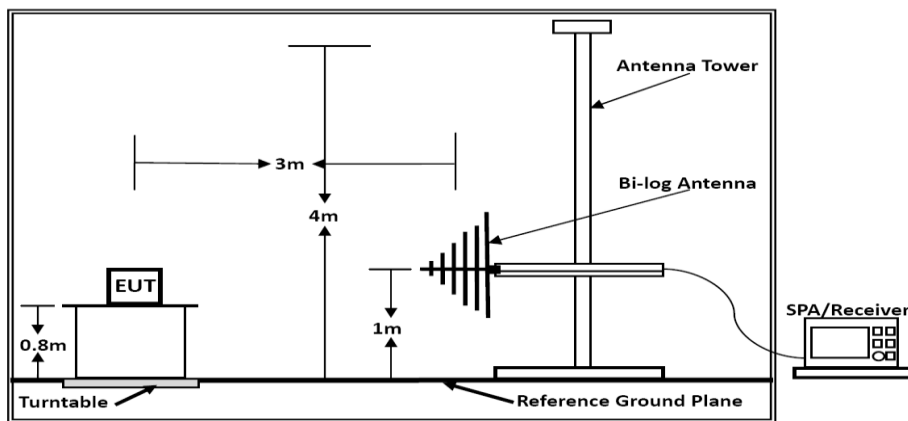 Antenna Tower
3m
Bi-log Antenna
4m
EUT
SPA/Receiver
1m
0.8m
Turntable
Reference Ground Plane